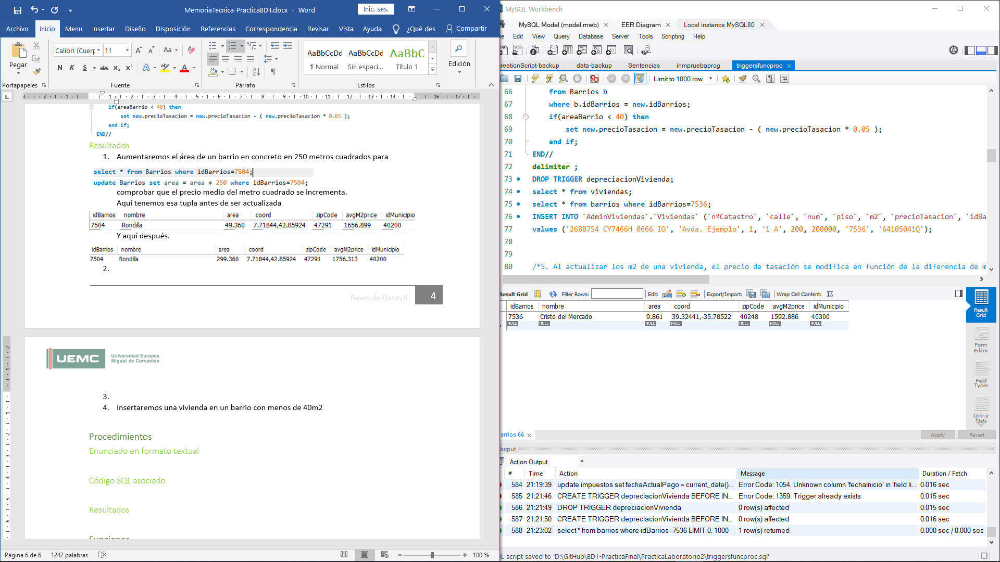 MemoriaTecnica-PracticaBDII.docx - Word
Inic. ses.
Archivo Inicio Menu Insertar Diseño Disposición Referencias Correspondencia Revisar Vista Ayuda ¿Qué des Compartir
Pegar
Calibri (Cuerp 11
Aa
N K S abc x₂ x²
AaBbCcDd AaBbCcDd AaBbC
¶ Normal Sin espaci... Título 1
Edición
Portapapeles Fuente Párrafo Estilos
if(areaBarrio < 40) then
set new.precioTasacion = new.precioTasacion - ( new.precioTasacion * 0.05 );
end if;
END//
Resultados
1. Aumentaremos el área de un barrio en concreto en 250 metros cuadrados para
select * from Barrios where idBarrios=7504;
update Barrios set area = area + 250 where idBarrios=7504;
comprobar que el precio medio del metro cuadrado se incrementa.
Aquí tenemos esa tupla antes de ser actualizada
idBarrios nombre area coord zipCode avgM2price idMunicipio
7504 Rondilla 49.360 7.71844,42.85924 47291 1656.899 40200
Y aquí después.
idBarrios nombre area coord zipCode avgM2price idMunicipio
7504 Rondilla 299.360 7.71844,42.85924 47291 1756.313 40200
2.
Bases de Datos II 4
UEMC Universidad Europea
Miguel de Cervantes
3.
4. Insertaremos una vivienda en un barrio con menos de 40m2
Procedimientos
Enunciado en formato textual
Código SQL asociado
Resultados
Página 6 de 6 1242 palabras
100 %
MySQL Workbench
MySQL Model (model.mwb) EER Diagram Local instance MySQL80
Edit View Query Database Server Tools Scripting Help
creationScript-backup data-backup Sentencias inmpruebaprog triggersfuncproc
Limit to 1000 row
66 from Barrios b
67 where b.idBarrios = new.idBarrios;
68 if(areaBarrio < 40) then
69 set new.precioTasacion = new.precioTasacion - ( new.precioTasacion * 0.05 );
70 end if;
71 END//
72 delimiter ;
73 DROP TRIGGER depreciacionVivienda;
74 select * from viviendas;
75 select * from barrios where idBarrios=7536;
76 INSERT INTO `AdminViviendas`.`Viviendas` (`nºCatastro`, `calle`, `num`, `piso`, `m2`, `precioTasacion`, `idBa
77 values ('2688754 CY7466H 0666 IO', 'Avda. Ejemplo', 1, '1 A', 200, 200000, '7536', '64105041Q');
78
79
80 /*5. Al actualizar los m2 de una vivienda, el precio de tasación se modifica en función de la diferencia de m
Result Grid Filter Rows: Edit: Export/Import: Wrap Cell Content:
idBarrios nombre area coord zipCode avgM2price idMunicipio
7536 Cristo del Mercado 9.861 39.32441,-35.78522 40248 1592.886 40300
NULL NULL NULL NULL NULL NULL NULL
Result
Grid
Form
Editor
Field
Types
Query
Stats
arrios 66
Apply Revert
Output
Action Output
# Time Action Message Duration / Fetch
584 21:19:39 update impuestos set fechaActualPago = current_date()... Error Code: 1054. Unknown column 'fechaInicio' in 'field li... 0.016 sec
585 21:21:46 CREATE TRIGGER depreciacionVivienda BEFORE IN... Error Code: 1359. Trigger already exists 0.015 sec
586 21:21:49 DROP TRIGGER depreciacionVivienda 0 row(s) affected 0.015 sec
587 21:21:50 CREATE TRIGGER depreciacionVivienda BEFORE IN... 0 row(s) affected 0.016 sec
588 21:23:02 select * from barrios where idBarrios=7536 LIMIT 0, 1000 1 row(s) returned 0.000 sec / 0.000 sec
QL script saved to 'D:\GitHub\BD1-PracticaFinal\PracticaLaboratorio2\triggersfuncproc.sql'